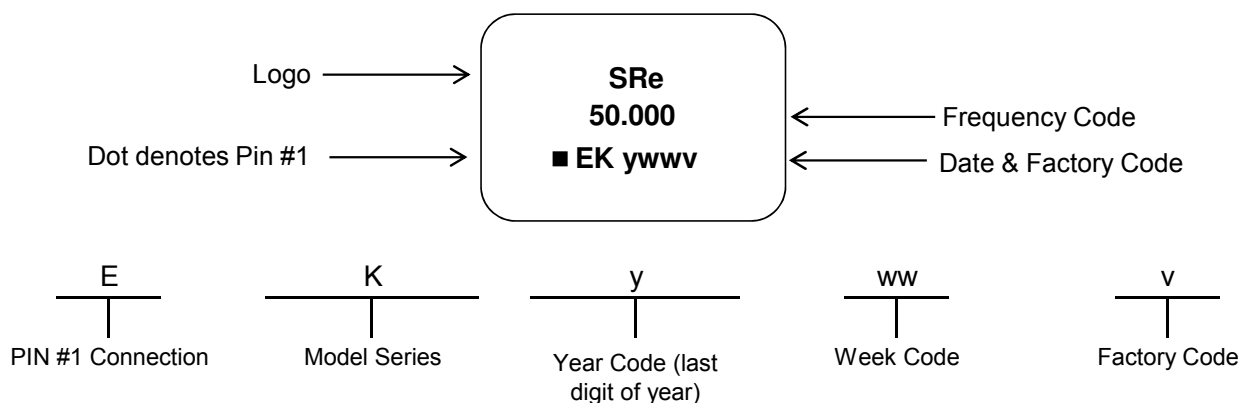 Logo
SRe
50.000
Frequency Code
Dot denotes Pin #1
■ EK ywwv
Date & Factory Code
E
K
y
ww
v
PIN #1 Connection
Model Series
Year Code (last
digit of year)
Week Code
Factory Code